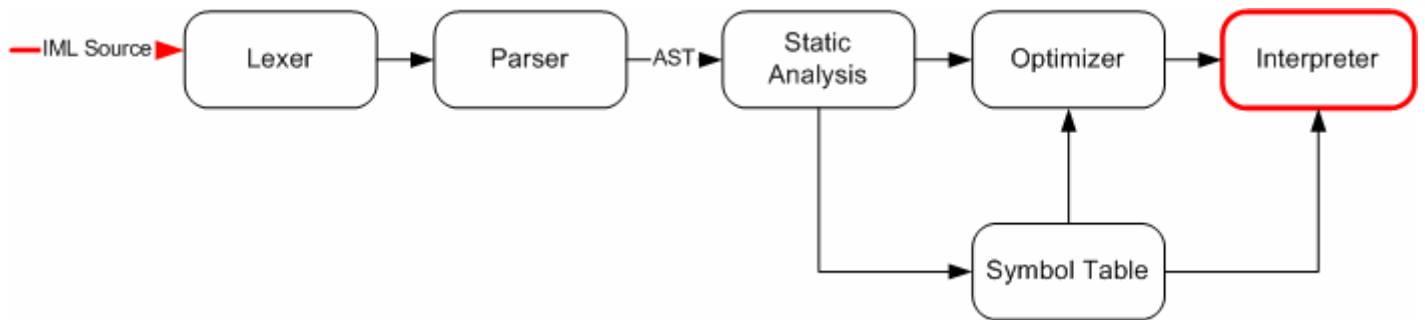 IML Source
Lexer
Parser
AST
Static
Analysis
Optimizer
Interpreter
Symbol Table